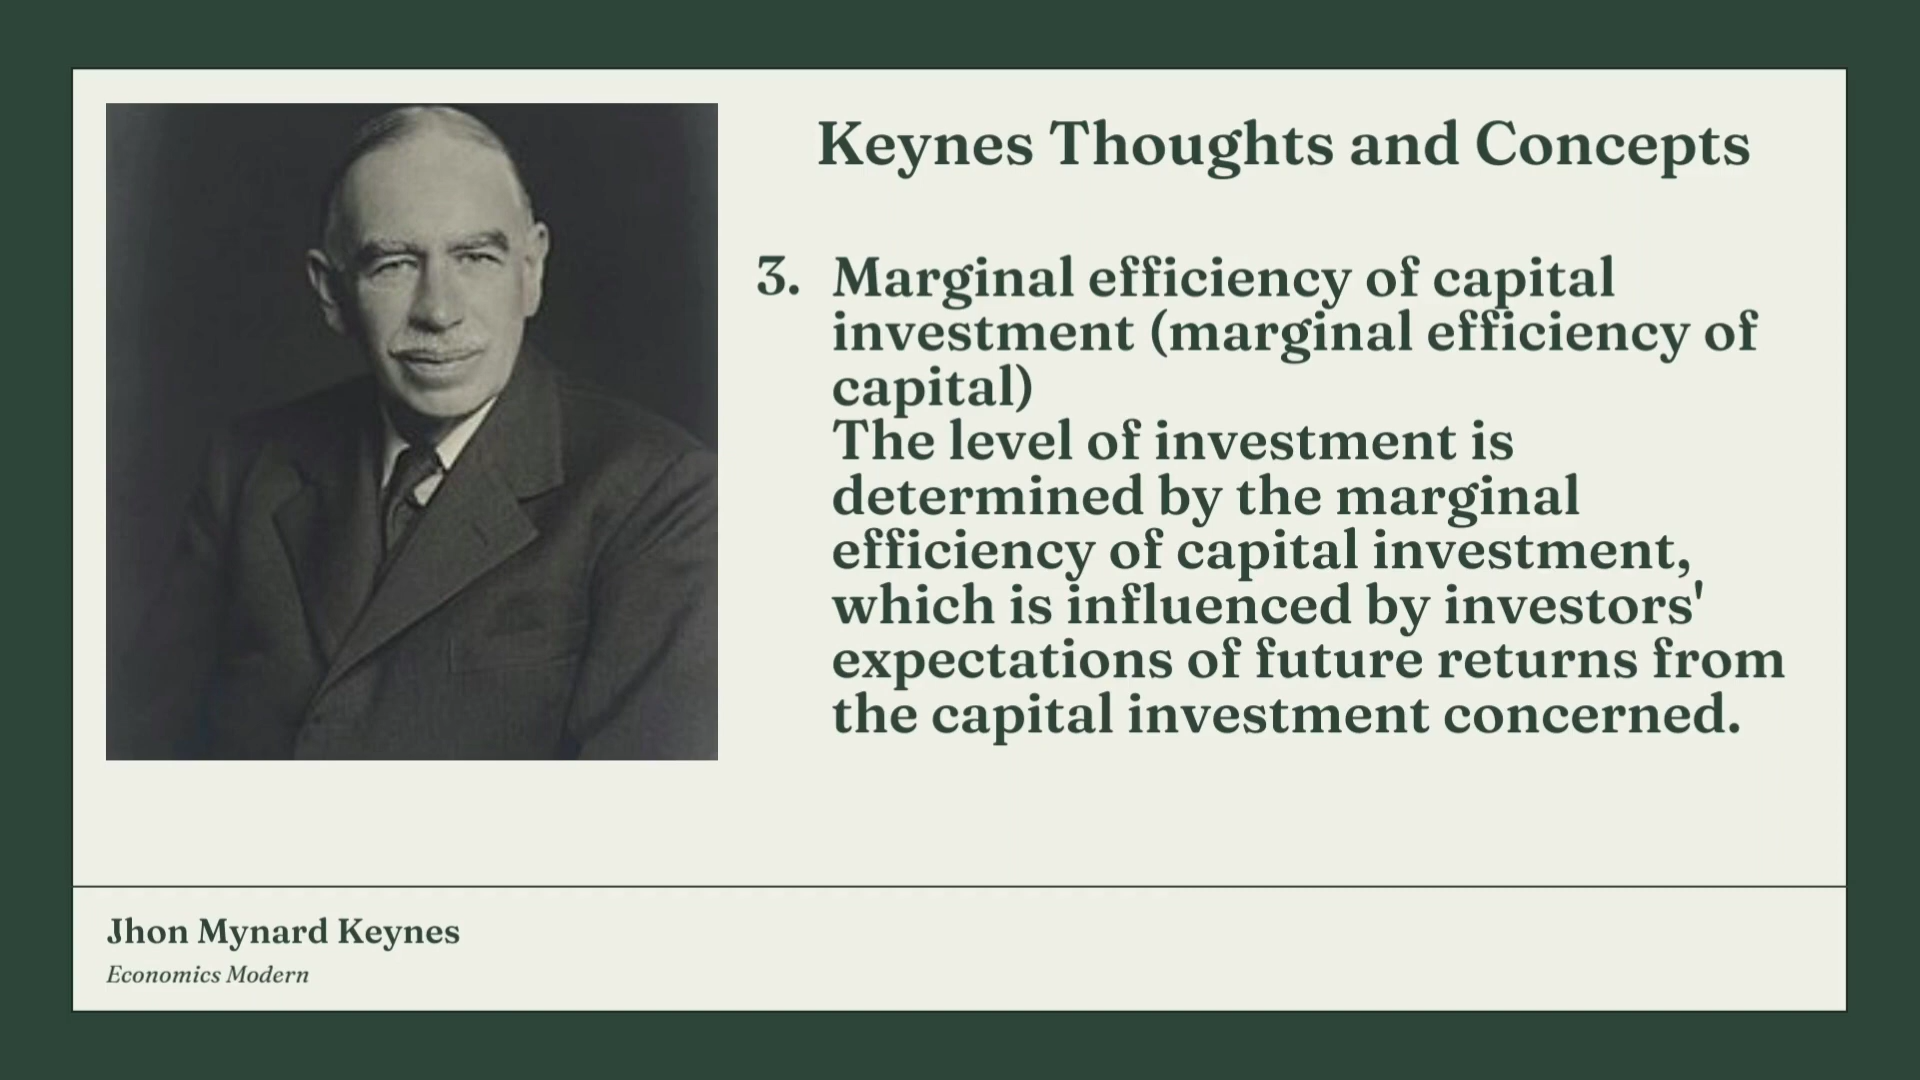 Keynes Thoughts and Concepts
3. Marginal efficiency of capital
investment (marginal efficiency of
capital)
The level of investment is
determined by the marginal
efficiency of capital investment,
which is influenced by investors'
expectations of future returns from
the capital investment concerned.
Jhon Mynard Keynes
Economics Modern